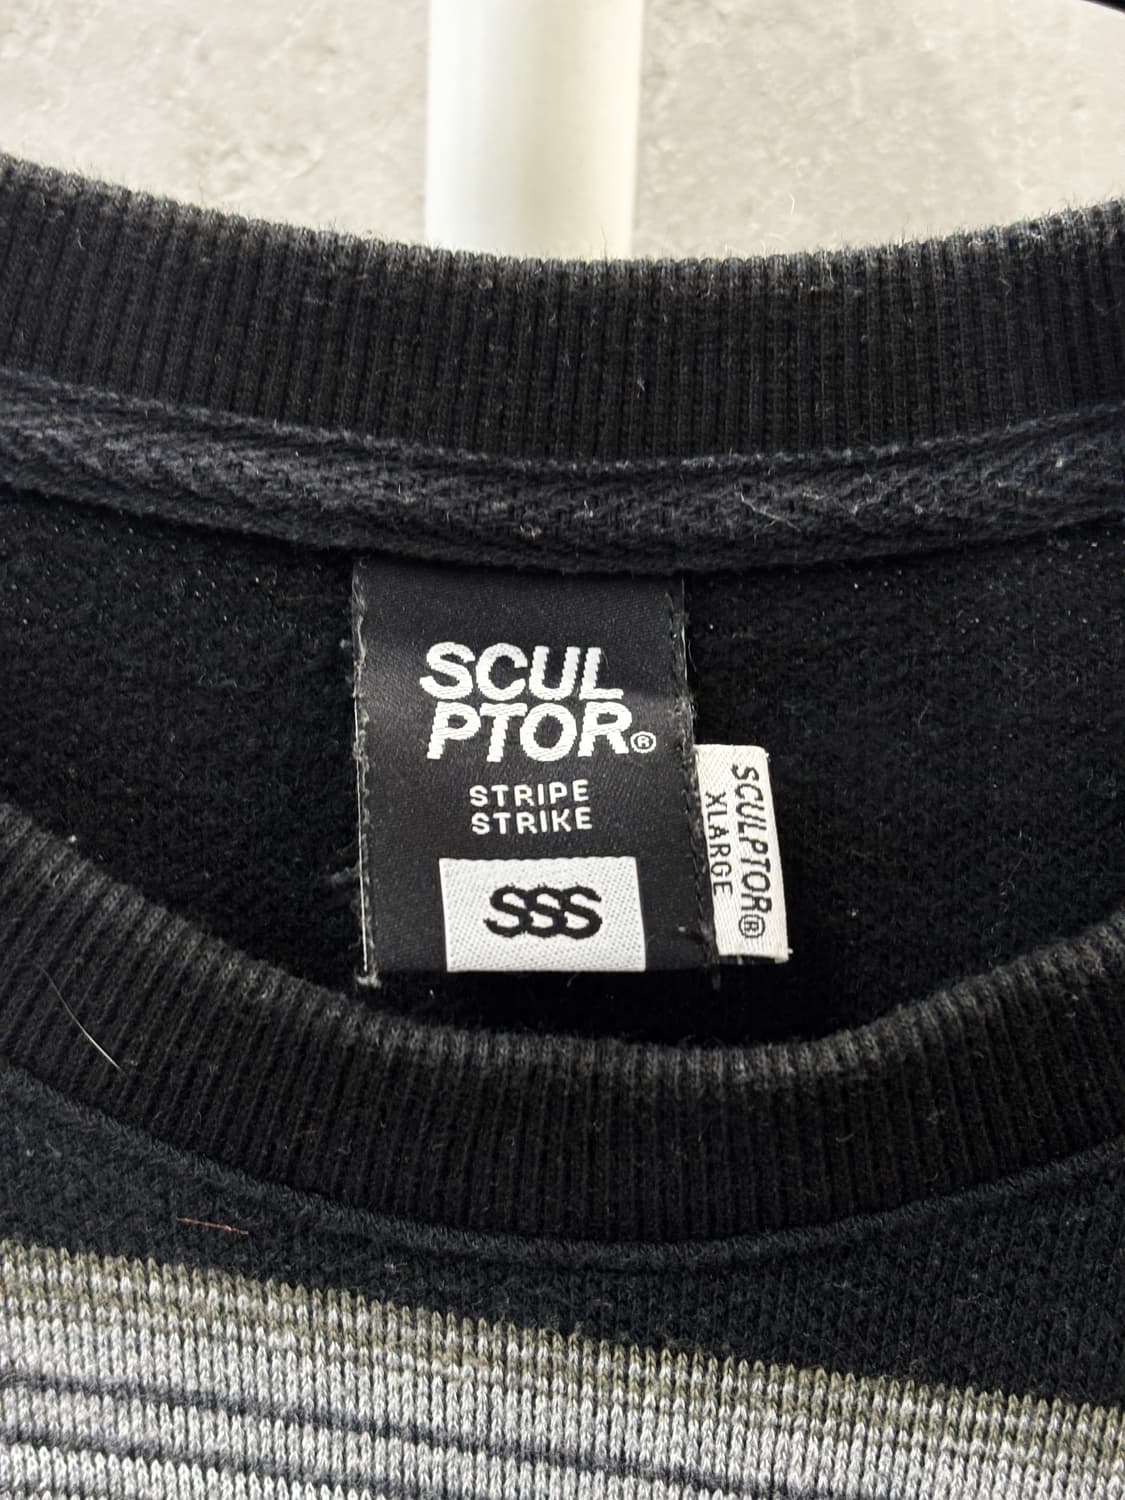 SCUL
PTOR®
STRIPE
STRIKE
SSS
SCULPTOR®
XLARGE